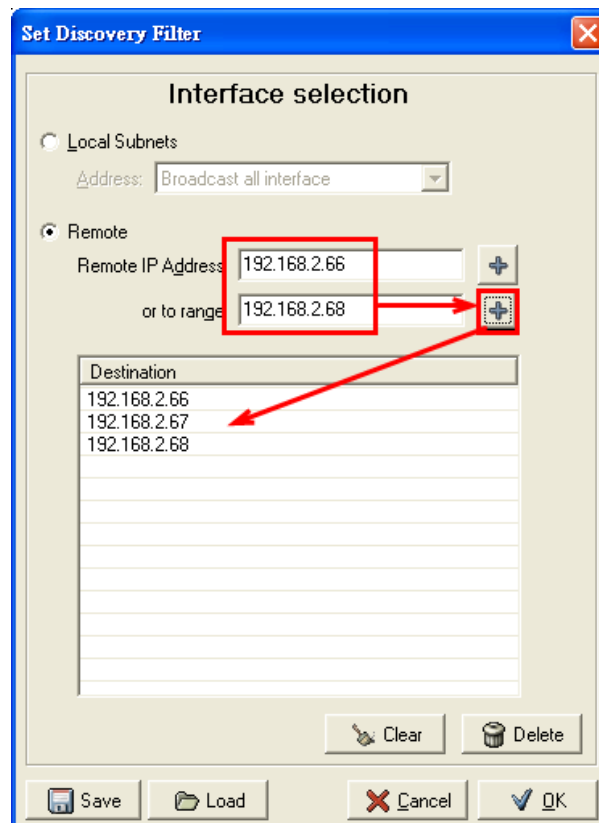 Set Discovery Filter
Interface selection
Local Subnets
Address: Broadcast all interface
Remote
Remote IP Address 192.168.2.66
or to range 192.168.2.68
Destination
192.168.2.66
192.168.2.67
192.168.2.68
Clear Delete
Save Load Cancel OK